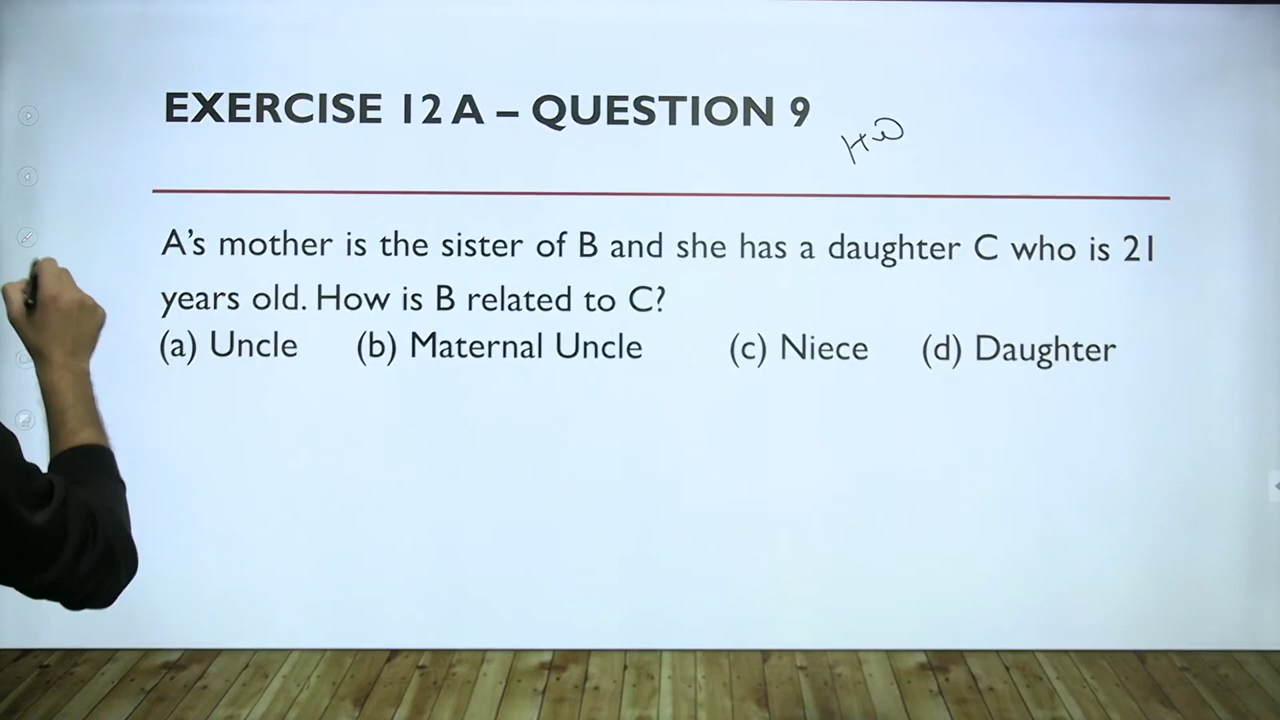 EXERCISE 12 A – QUESTION 9
HW
A's mother is the sister of B and she has a daughter C who is 21
years old. How is B related to C?
(a) Uncle (b) Maternal Uncle (c) Niece (d) Daughter